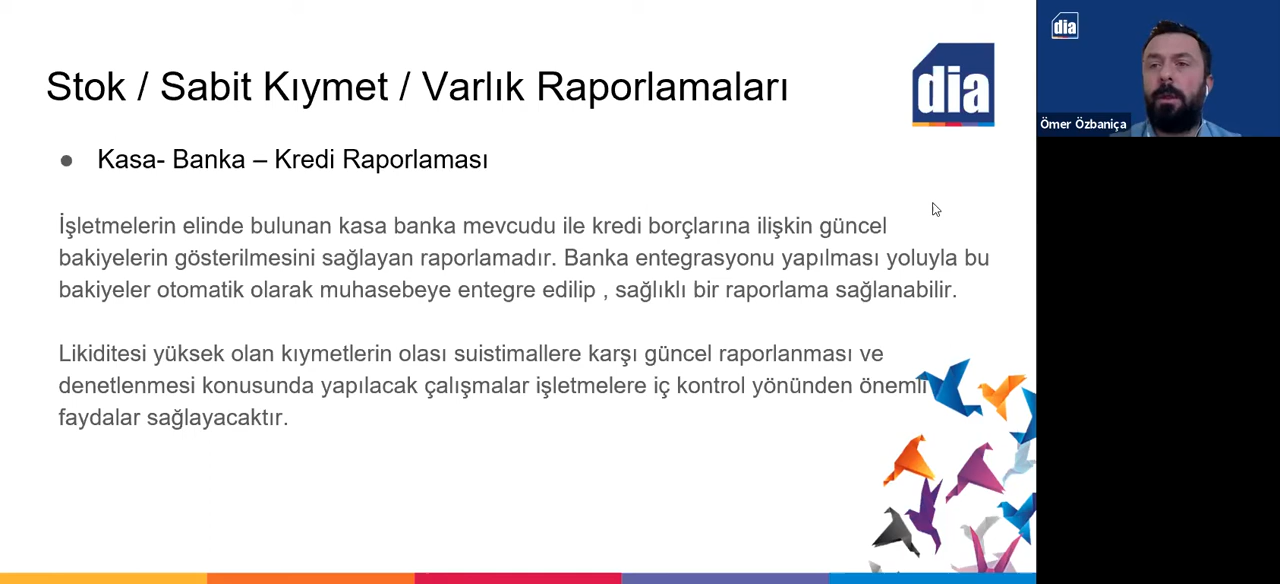 Stok / Sabit Kıymet / Varlık Raporlamaları
dia
● Kasa- Banka – Kredi Raporlaması
İşletmelerin elinde bulunan kasa banka mevcudu ile kredi borçlarına ilişkin güncel
bakiyelerin gösterilmesini sağlayan raporlamadır. Banka entegrasyonu yapılması yoluyla bu
bakiyeler otomatik olarak muhasebeye entegre edilip , sağlıklı bir raporlama sağlanabilir.
Likiditesi yüksek olan kıymetlerin olası suistimallere karşı güncel raporlanması ve
denetlenmesi konusunda yapılacak çalışmalar işletmelere iç kontrol yönünden önemli
faydalar sağlayacaktır.
dia
Ömer Özbaniça